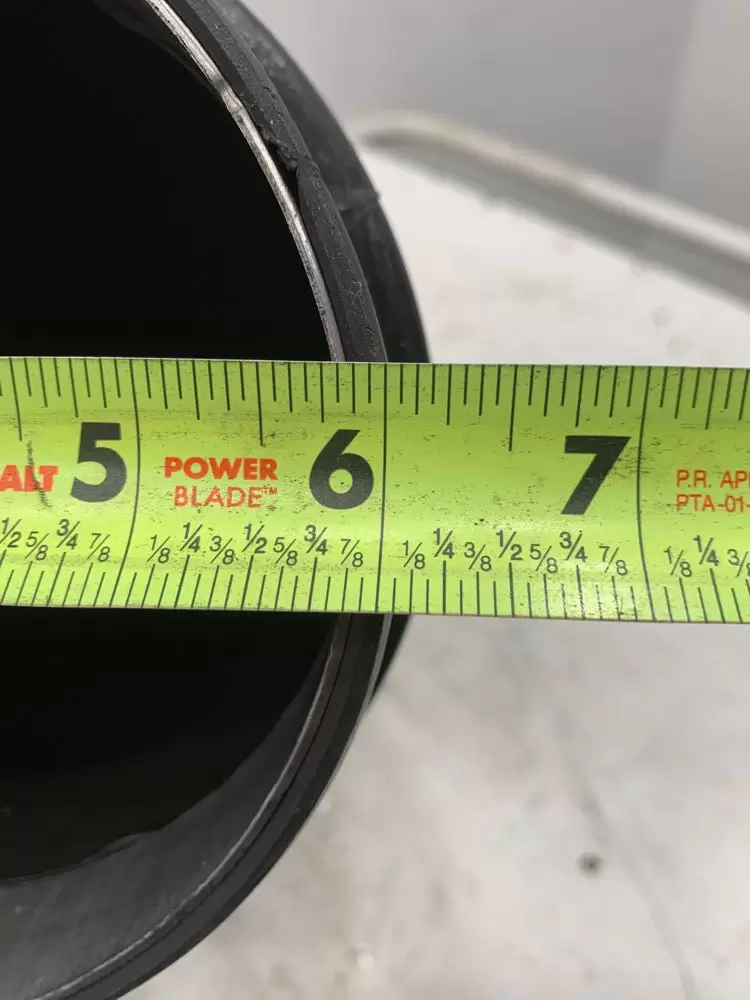 ALT 5 POWER BLADE™ 6 7 P.R. AP
PTA-01-
1/2 5/8 3/4 7/8 1/8 1/4 3/8 1/2 5/8 3/4 7/8 1/8 1/4 3/8 1/2 5/8 3/4 7/8 1/8 1/4 3/8